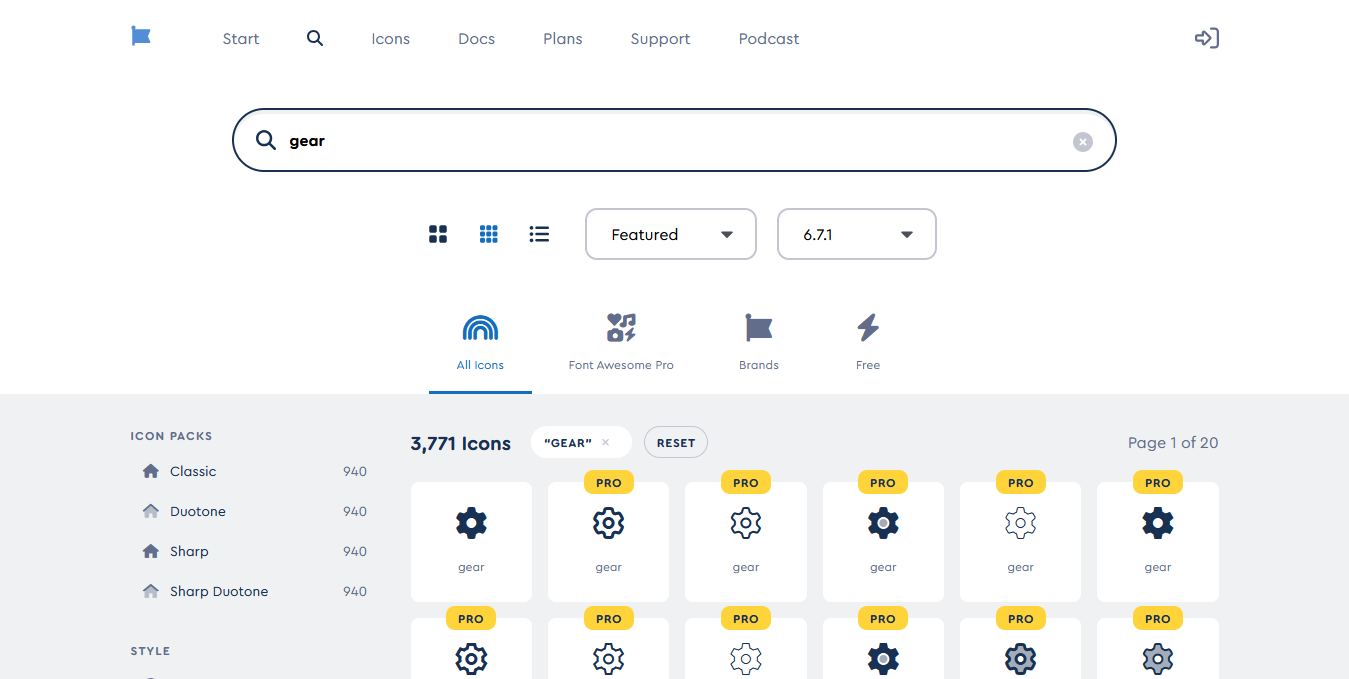 Start Icons Docs Plans Support Podcast
gear
Featured 6.7.1
All Icons Font Awesome Pro Brands Free
ICON PACKS
3,771 Icons “GEAR” × RESET Page 1 of 20
Classic 940
Duotone 940
Sharp 940
Sharp Duotone 940
STYLE
PRO PRO PRO PRO PRO
gear gear gear gear gear gear
PRO PRO PRO PRO PRO PRO